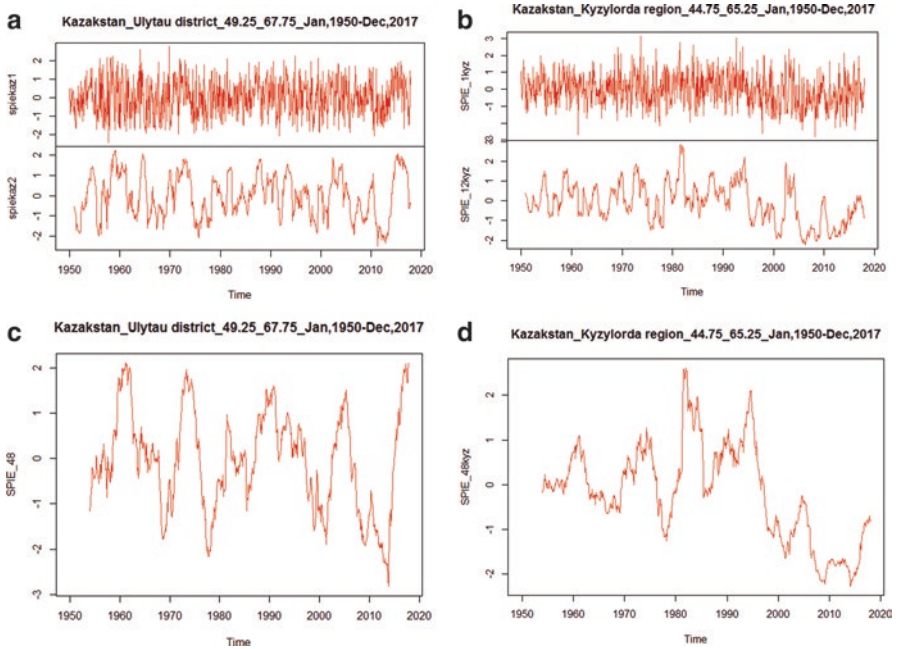 a
Kazakstan_Ulytau district_49.25_67.75_Jan,1950-Dec,2017
spiekaz1
2
1
0
-1
-2
spiekaz2
2
1
0
-1
-2
1950 1960 1970 1980 1990 2000 2010 2020
Time
b
Kazakstan_Kyzylorda region_44.75_65.25_Jan,1950-Dec,2017
SPIE_1kyz
3
2
1
0
-1
SPIE_12kyz
2
1
0
-1
-2
1950 1960 1970 1980 1990 2000 2010 2020
Time
c
Kazakstan_Ulytau district_49.25_67.75_Jan,1950-Dec,2017
SPIE_48
2
1
0
-1
-2
-3
1950 1960 1970 1980 1990 2000 2010 2020
Time
d
Kazakstan_Kyzylorda region_44.75_65.25_Jan,1950-Dec,2017
SPIE_48kyz
2
1
0
-1
-2
1950 1960 1970 1980 1990 2000 2010 2020
Time